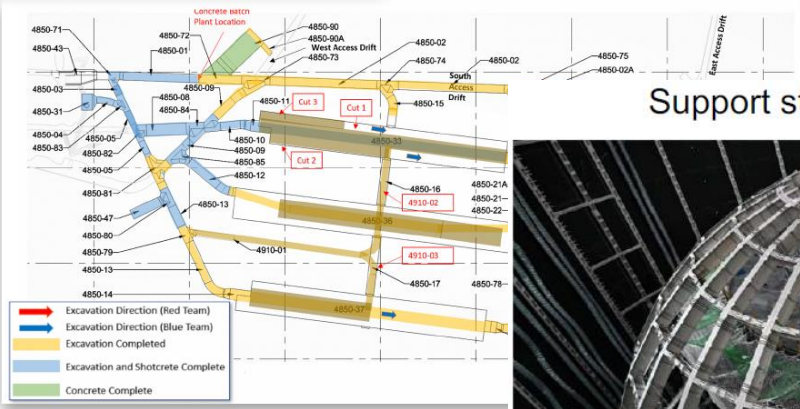 Concrete Batch
Plant Location
4850-71
4850-43
4850-01
4850-72
4850-90
4850-90A
West Access Drift
4850-73
4850-02
4850-74
4850-02
4850-75
4850-02A
East Access Drift
South
Access
Drift
4850-03
4850-09
4850-08
4850-84
4850-11
Cut 3
Cut 1
4850-15
4850-31
4850-04
4850-83
4850-05
4850-82
4850-05
4850-81
4850-33
4850-10
Cut 2
4850-09
4850-85
4850-12
4850-16
4910-02
4850-21A
4850-21
4850-22
4850-47
4850-80
4850-13
4850-36
4850-79
4910-01
4910-03
4850-13
4850-17
4850-78
4850-14
4850-37
Excavation Direction (Red Team)
Excavation Direction (Blue Team)
Excavation Completed
Excavation and Shotcrete Complete
Concrete Complete
Support s